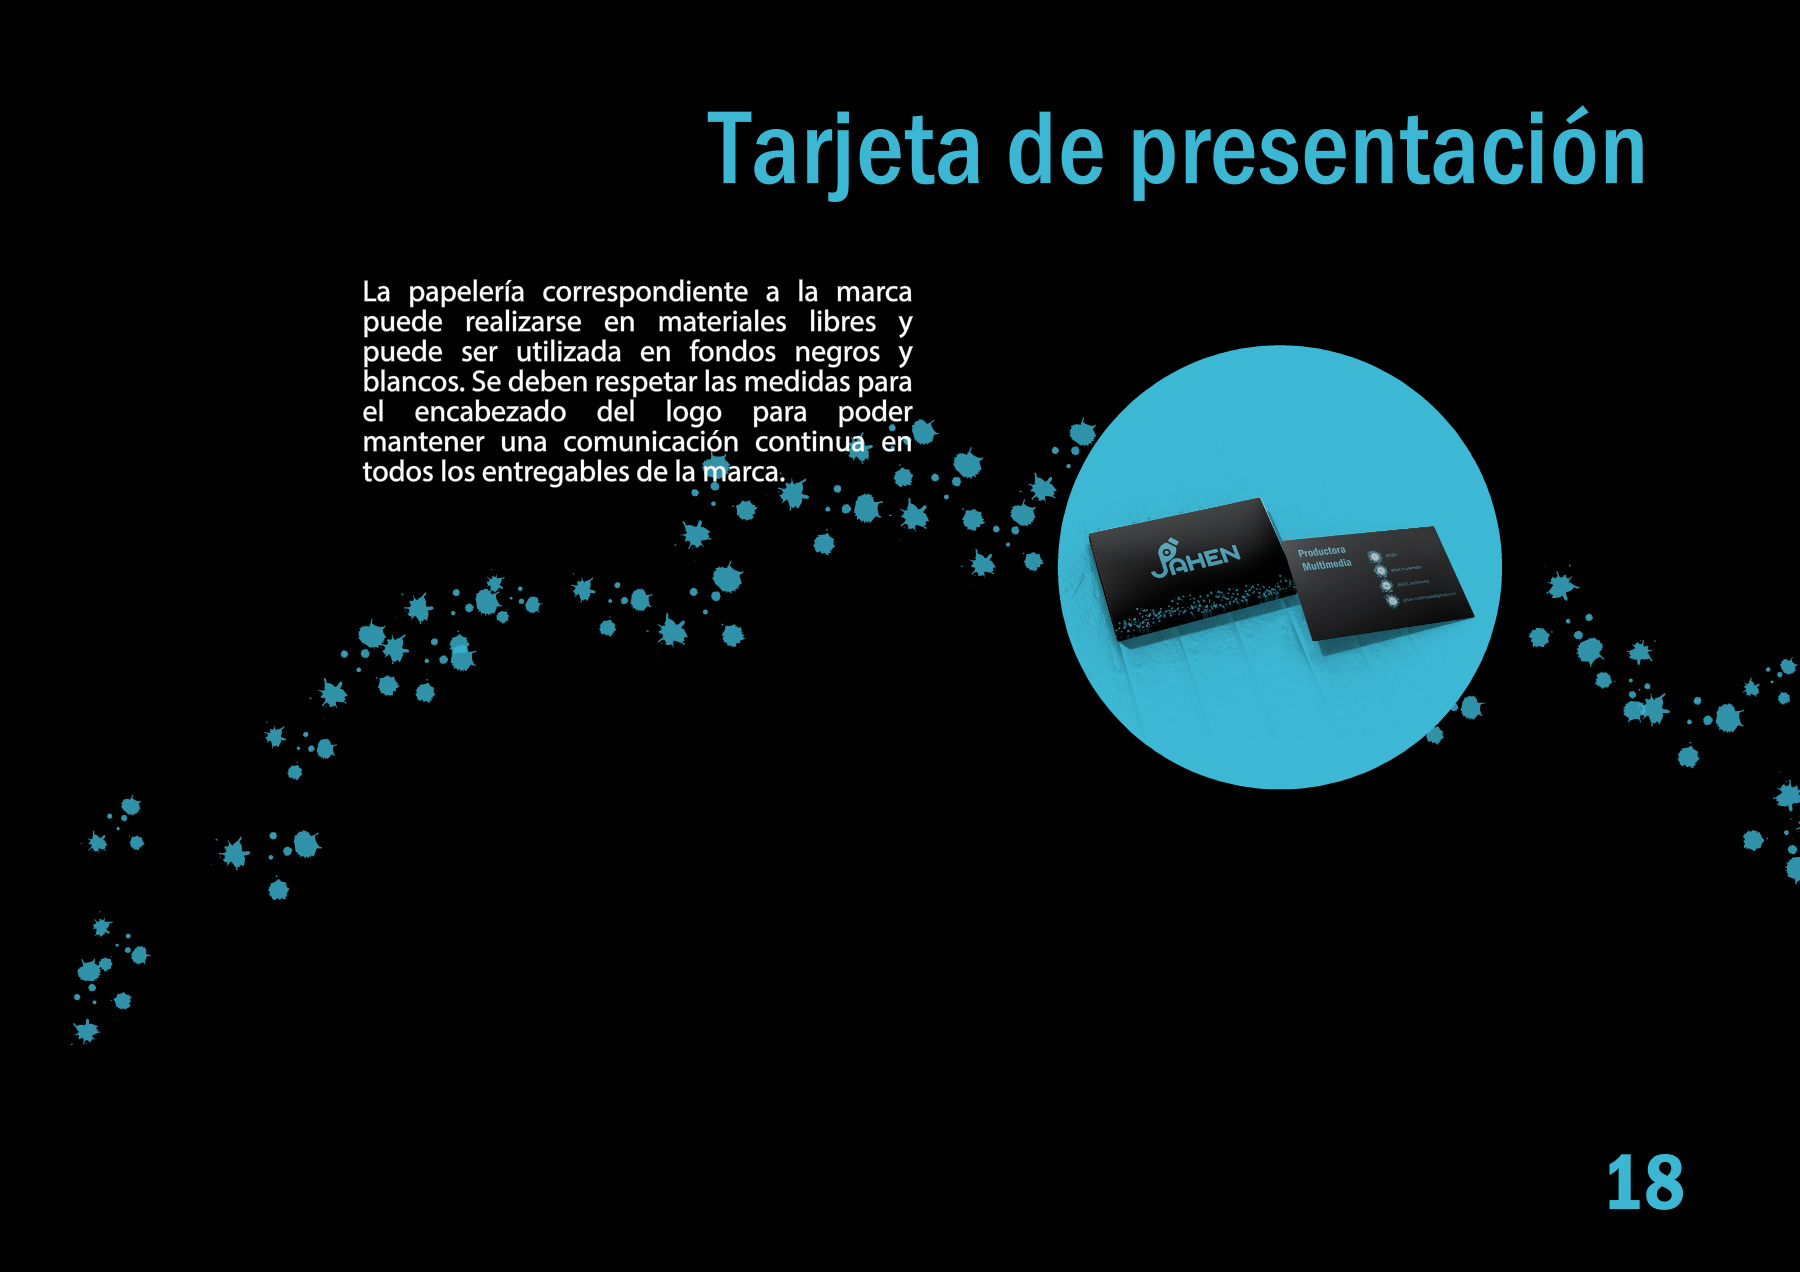 Tarjeta de presentación
La papelería correspondiente a la marca
puede realizarse en materiales libres y
puede ser utilizada en fondos negros y
blancos. Se deben respetar las medidas para
el encabezado del logo para poder
mantener una comunicación continua en
todos los entregables de la marca.
JAHEN
Productora
Multimedia
18